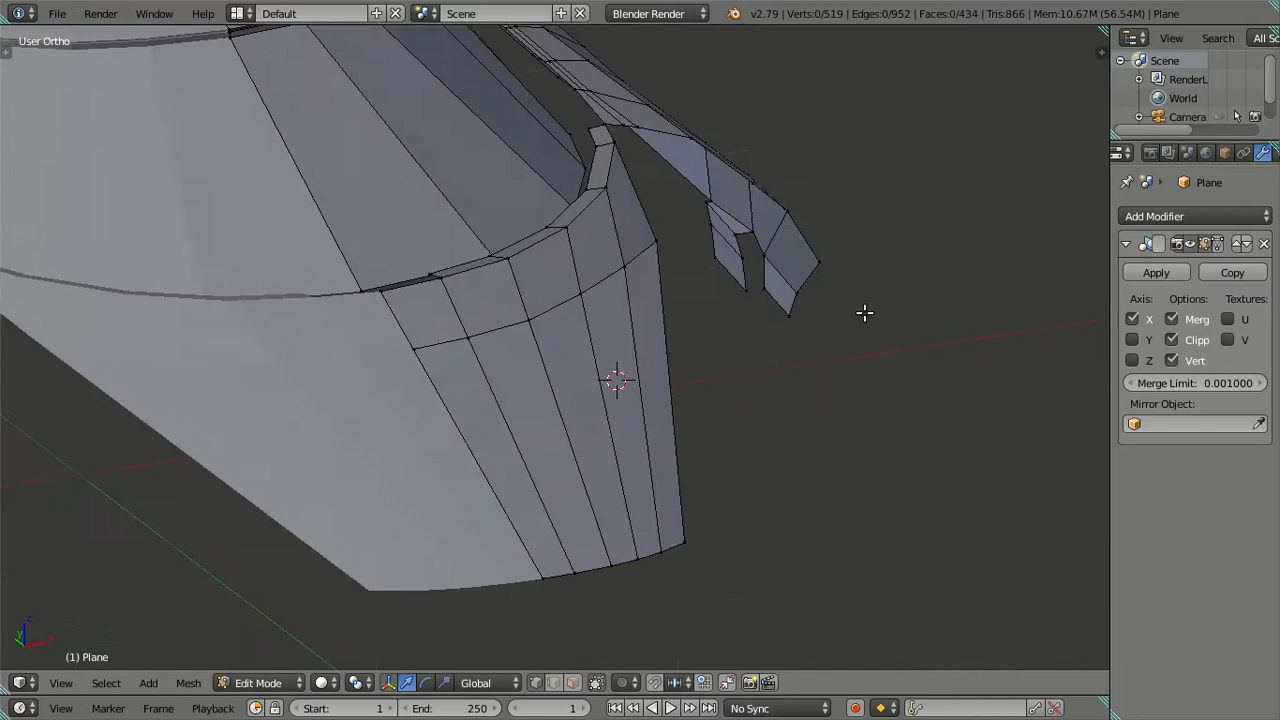 File Render Window Help Default Scene Blender Render v2.79 | Verts:0/519 | Edges:0/952 | Faces:0/434 | Tris:866 | Mem:10.67M (56.54M) | Plane
User Ortho
View Search All Sc
Scene
RenderL
World
Camera
Plane
Add Modifier
Apply Copy
Axis: Options: Textures:
X Merg U
Y Clipp V
Z Vert
Merge Limit: 0.001000
Mirror Object:
z
y x
(1) Plane
View Select Add Mesh Edit Mode Global
View Marker Frame Playback Start: 1 End: 250 1 No Sync